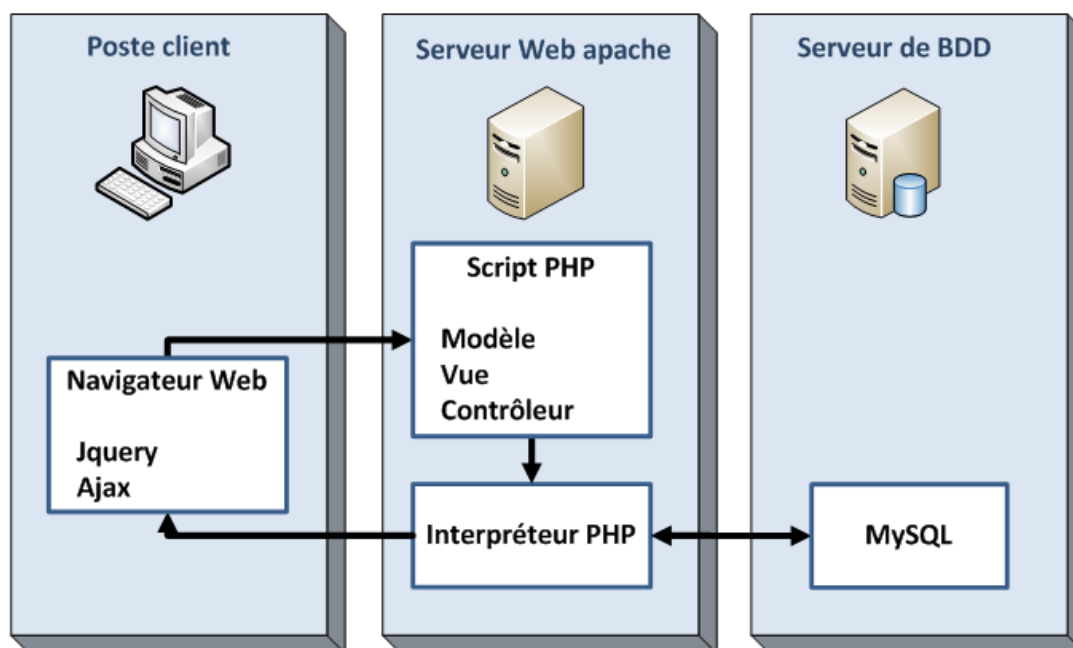 Poste client
Serveur Web apache
Serveur de BDD
Script PHP
Modèle
Vue
Contrôleur
Navigateur Web
Jquery
Ajax
Interpréteur PHP
MySQL